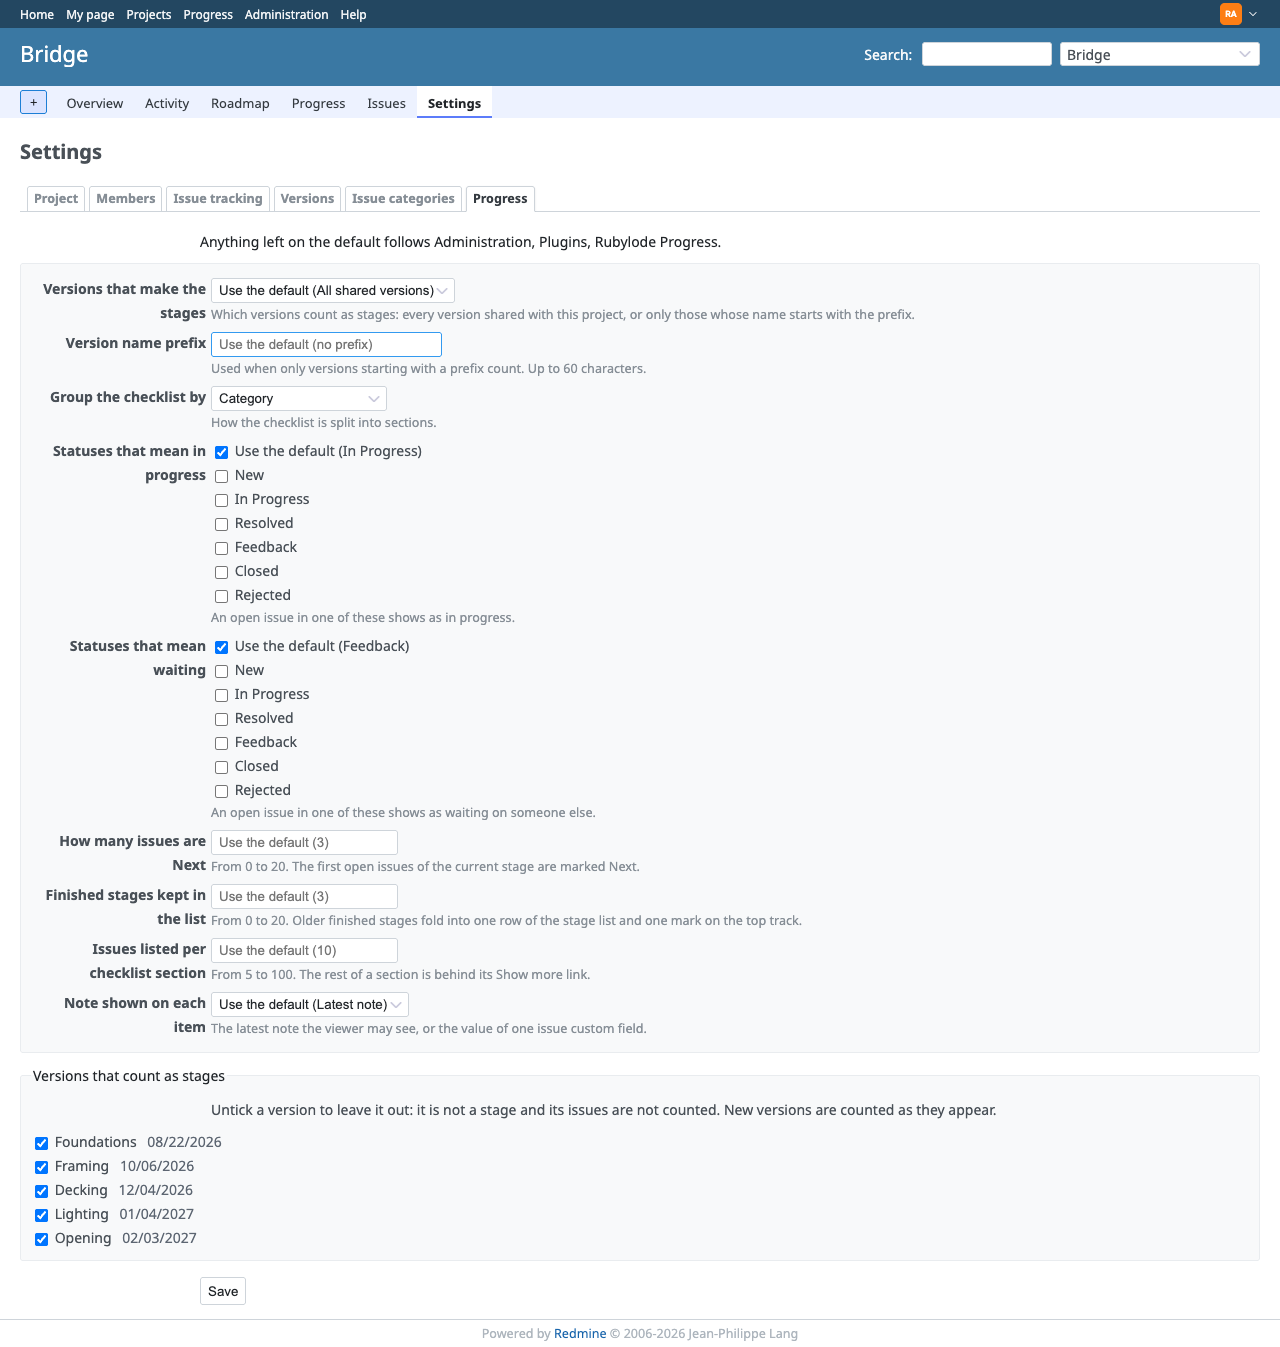 Home My page Projects Progress Administration Help
RA
Bridge
Search:
Bridge
+ Overview Activity Roadmap Progress Issues Settings
Settings
Project Members Issue tracking Versions Issue categories Progress
Anything left on the default follows Administration, Plugins, Rubylode Progress.
Versions that make the stages
Use the default (All shared versions)
Which versions count as stages: every version shared with this project, or only those whose name starts with the prefix.
Version name prefix
Use the default (no prefix)
Used when only versions starting with a prefix count. Up to 60 characters.
Group the checklist by
Category
How the checklist is split into sections.
Statuses that mean in progress
Use the default (In Progress)
New
In Progress
Resolved
Feedback
Closed
Rejected
An open issue in one of these shows as in progress.
Statuses that mean waiting
Use the default (Feedback)
New
In Progress
Resolved
Feedback
Closed
Rejected
An open issue in one of these shows as waiting on someone else.
How many issues are Next
Use the default (3)
From 0 to 20. The first open issues of the current stage are marked Next.
Finished stages kept in the list
Use the default (3)
From 0 to 20. Older finished stages fold into one row of the stage list and one mark on the top track.
Issues listed per checklist section
Use the default (10)
From 5 to 100. The rest of a section is behind its Show more link.
Note shown on each item
Use the default (Latest note)
The latest note the viewer may see, or the value of one issue custom field.
Versions that count as stages
Untick a version to leave it out: it is not a stage and its issues are not counted. New versions are counted as they appear.
Foundations 08/22/2026
Framing 10/06/2026
Decking 12/04/2026
Lighting 01/04/2027
Opening 02/03/2027
Save
Powered by Redmine © 2006-2026 Jean-Philippe Lang